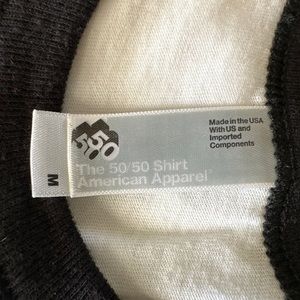 50
50
The 50/50 Shirt
American Apparel
Made in the USA
With US and
Imported
Components
M